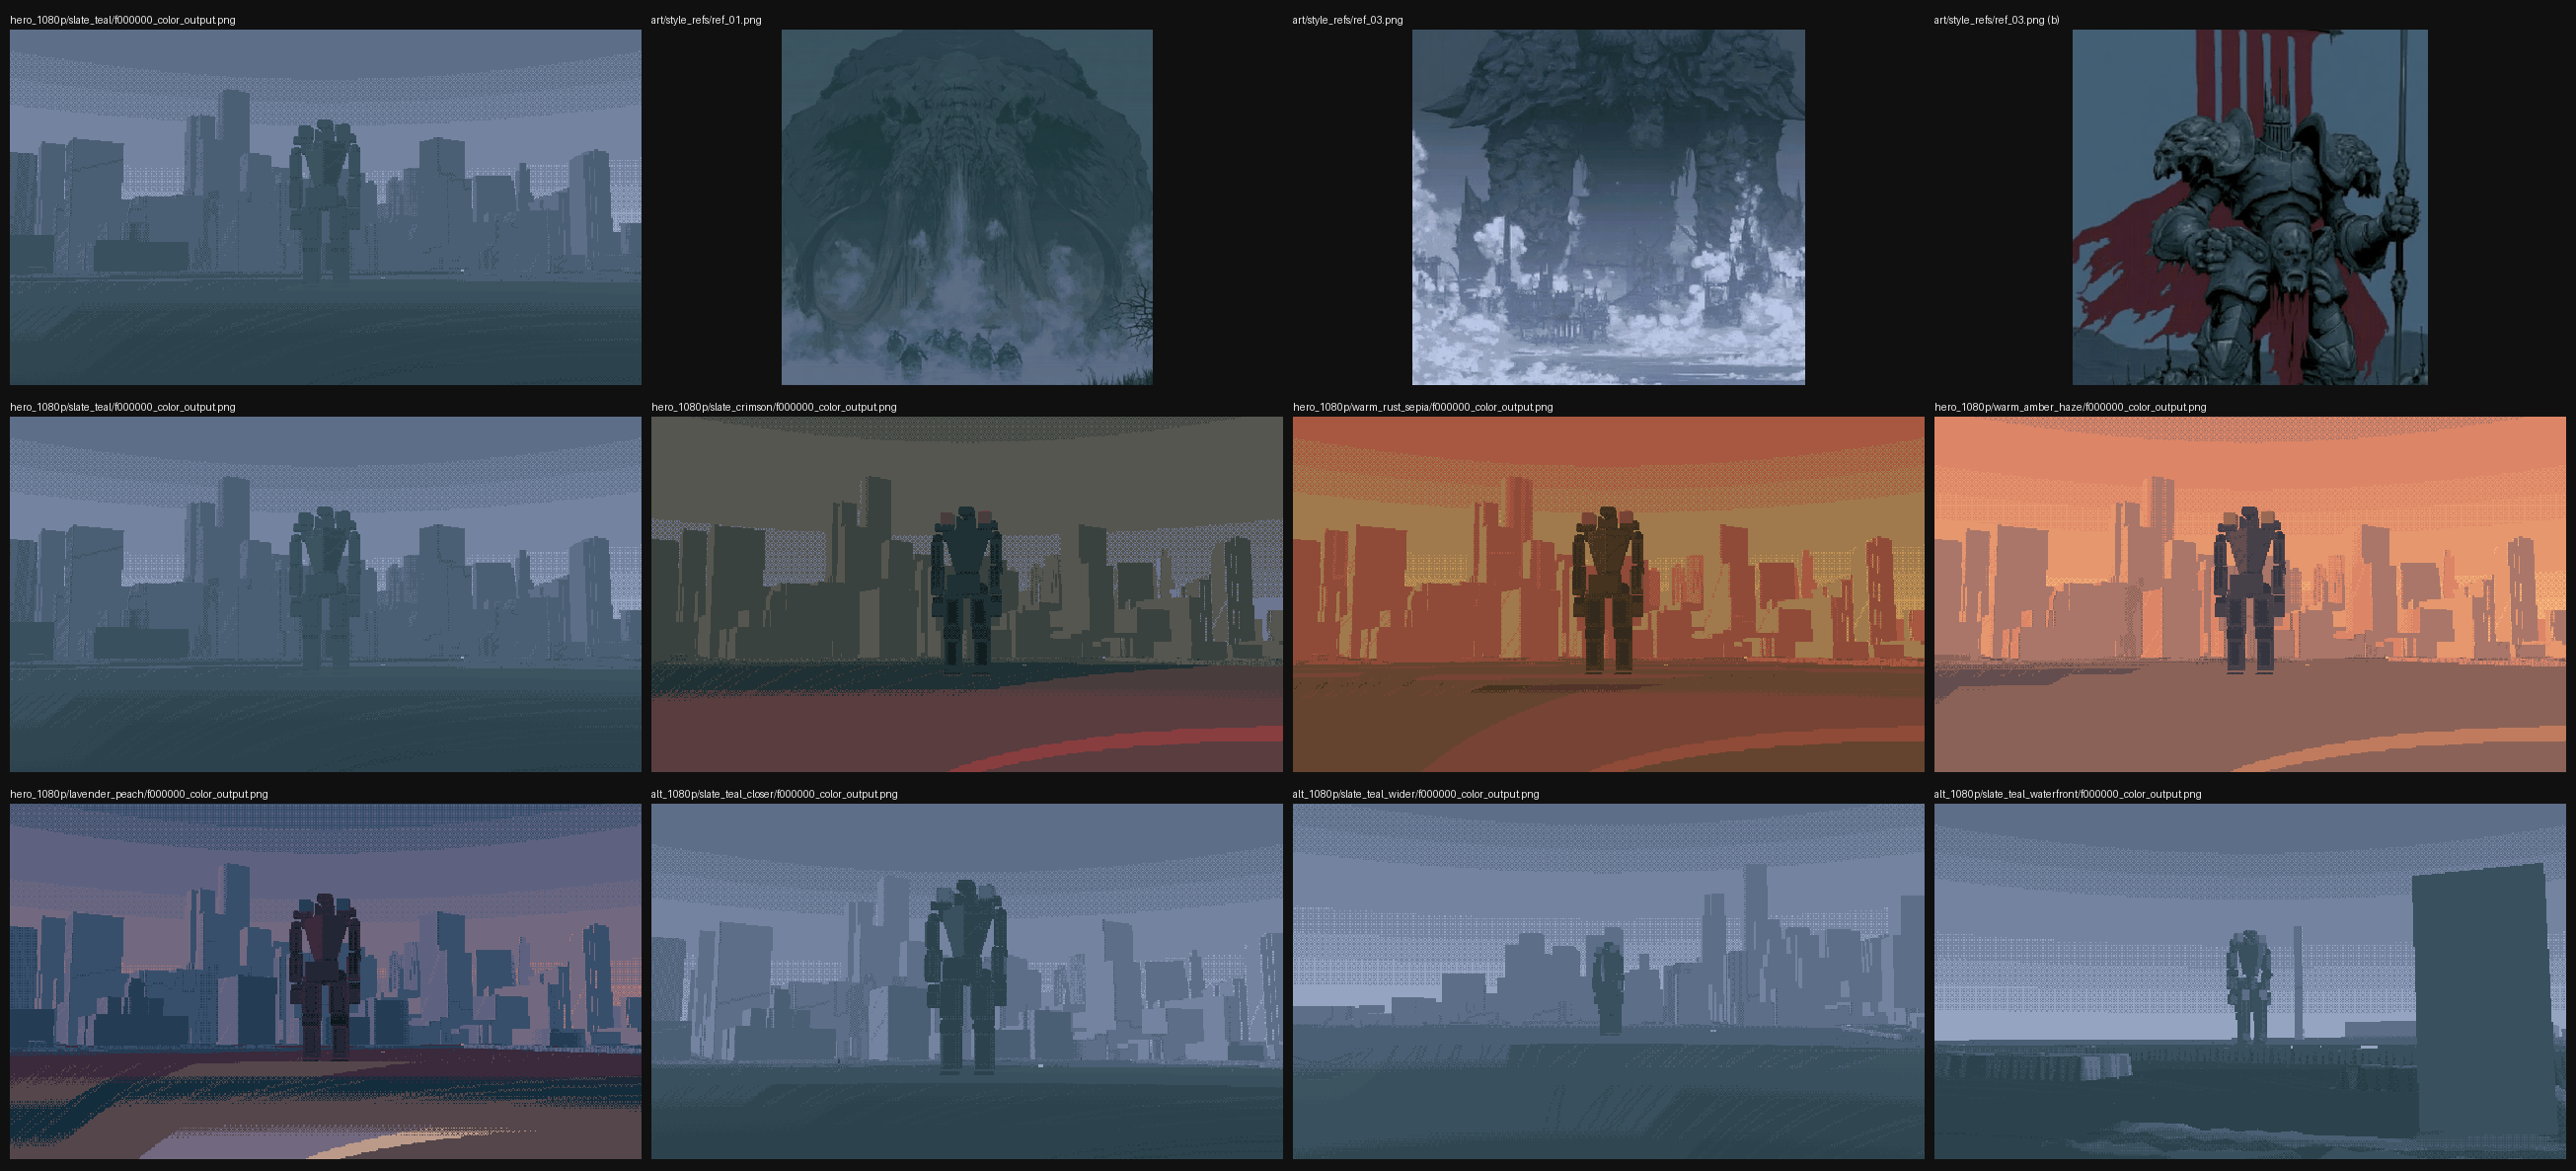 hero_1080p/slate_teal/f000000_color_output.png
art/style_refs/ref_01.png
art/style_refs/ref_03.png
art/style_refs/ref_03.png (b)
hero_1080p/slate_teal/f000000_color_output.png
hero_1080p/slate_crimson/f000000_color_output.png
hero_1080p/warm_rust_sepia/f000000_color_output.png
hero_1080p/warm_amber_haze/f000000_color_output.png
hero_1080p/lavender_peach/f000000_color_output.png
alt_1080p/slate_teal_closer/f000000_color_output.png
alt_1080p/slate_teal_wider/f000000_color_output.png
alt_1080p/slate_teal_waterfront/f000000_color_output.png